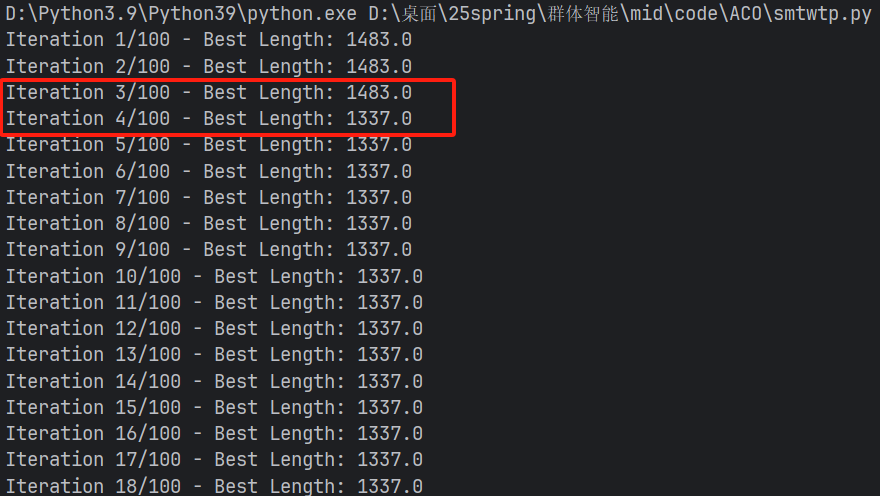 D:\Python3.9\Python39\python.exe D:\桌面\25spring\群体智能\mid\code\ACO\smtwtp.py
Iteration 1/100 - Best Length: 1483.0
Iteration 2/100 - Best Length: 1483.0
Iteration 3/100 - Best Length: 1483.0
Iteration 4/100 - Best Length: 1337.0
Iteration 5/100 - Best Length: 1337.0
Iteration 6/100 - Best Length: 1337.0
Iteration 7/100 - Best Length: 1337.0
Iteration 8/100 - Best Length: 1337.0
Iteration 9/100 - Best Length: 1337.0
Iteration 10/100 - Best Length: 1337.0
Iteration 11/100 - Best Length: 1337.0
Iteration 12/100 - Best Length: 1337.0
Iteration 13/100 - Best Length: 1337.0
Iteration 14/100 - Best Length: 1337.0
Iteration 15/100 - Best Length: 1337.0
Iteration 16/100 - Best Length: 1337.0
Iteration 17/100 - Best Length: 1337.0
Iteration 18/100 - Best Length: 1337.0